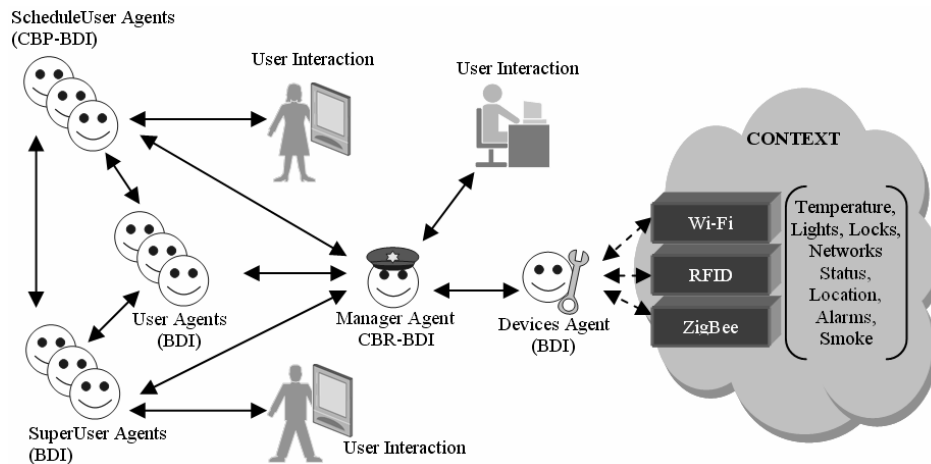 ScheduleUser Agents
(CBP-BDI)
User Interaction
User Interaction
CONTEXT
Wi-Fi
RFID
ZigBee
Temperature,
Lights, Locks,
Networks
Status,
Location,
Alarms,
Smoke
User Agents
(BDI)
Manager Agent
CBR-BDI
Devices Agent
(BDI)
SuperUser Agents
(BDI)
User Interaction